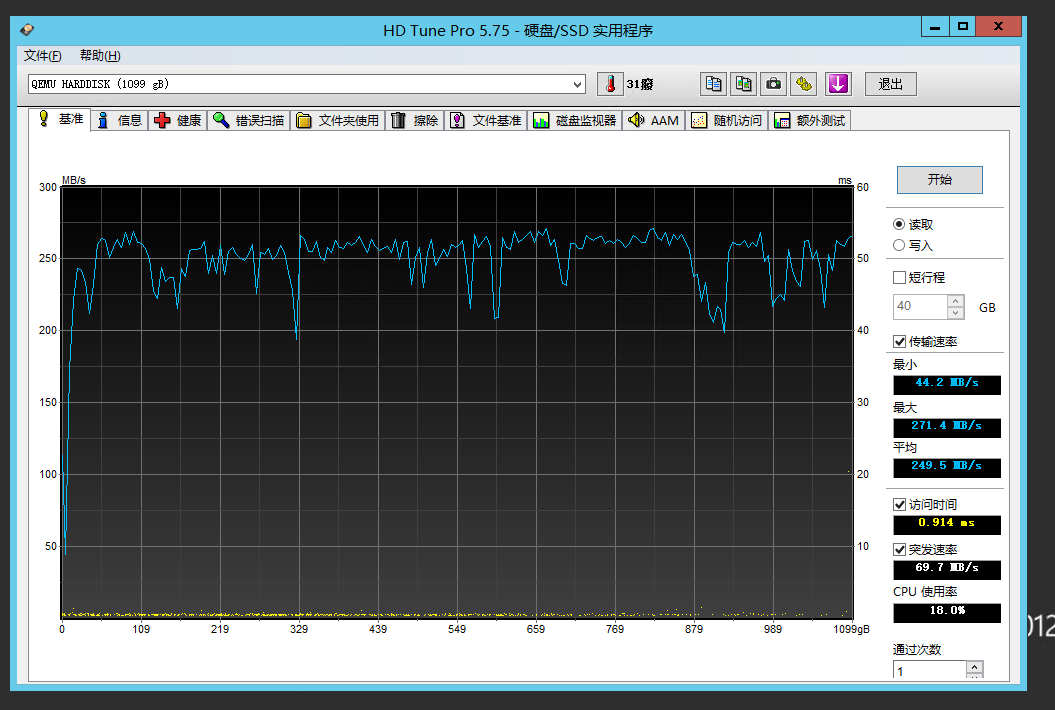 HD Tune Pro 5.75 - 硬盘/SSD 实用程序
文件(F) 帮助(H)
QEMU HARDDISK (1099 gB) 31癈 退出
基准 信息 健康 错误扫描 文件夹使用 擦除 文件基准 磁盘监视器 AAM 随机访问 额外测试
MB/s ms
300 60
250 50
200 40
150 30
100 20
50 10
0 109 219 329 439 549 659 769 879 989 1099gB
开始
读取
写入
短行程
40 GB
传输速率
最小
44.2 MB/s
最大
271.4 MB/s
平均
249.5 MB/s
访问时间
0.914 ms
突发速率
69.7 MB/s
CPU 使用率
18.0%
通过次数
1
012